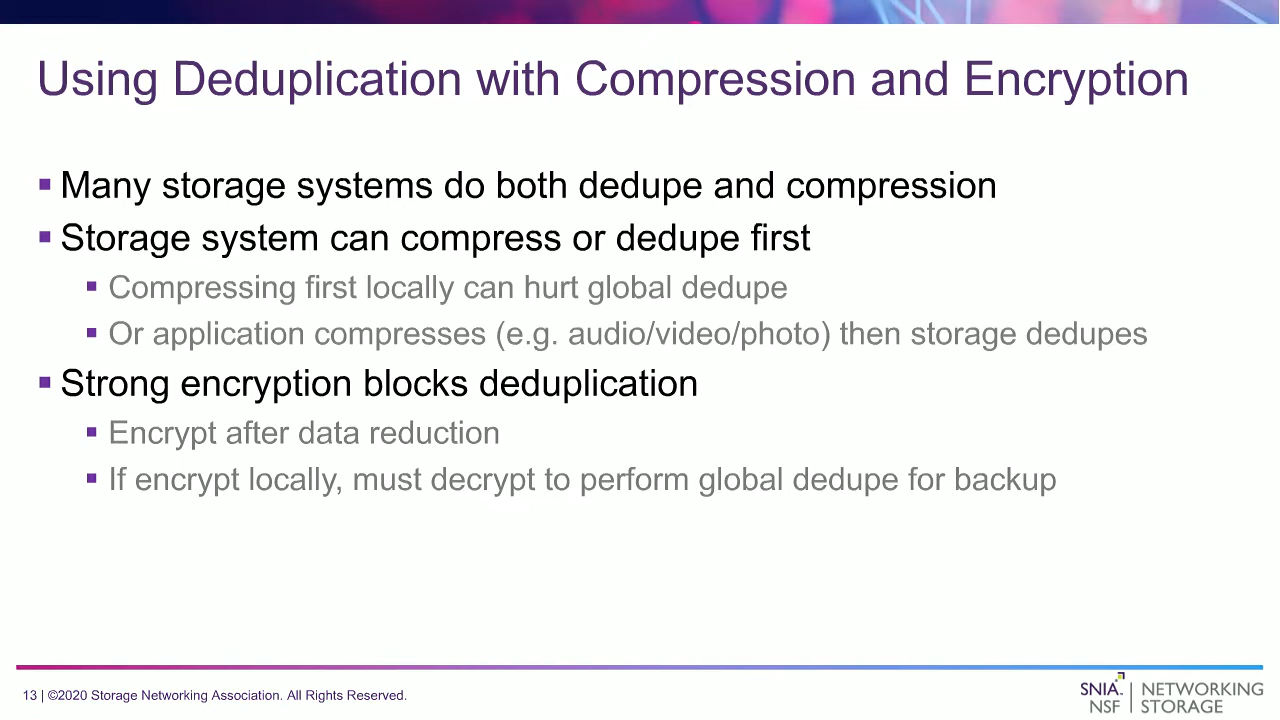 Using Deduplication with Compression and Encryption
Many storage systems do both dedupe and compression
Storage system can compress or dedupe first
Compressing first locally can hurt global dedupe
Or application compresses (e.g. audio/video/photo) then storage dedupes
Strong encryption blocks deduplication
Encrypt after data reduction
If encrypt locally, must decrypt to perform global dedupe for backup
13 | ©2020 Storage Networking Association. All Rights Reserved.
SNIA™ | NETWORKING
NSF | STORAGE